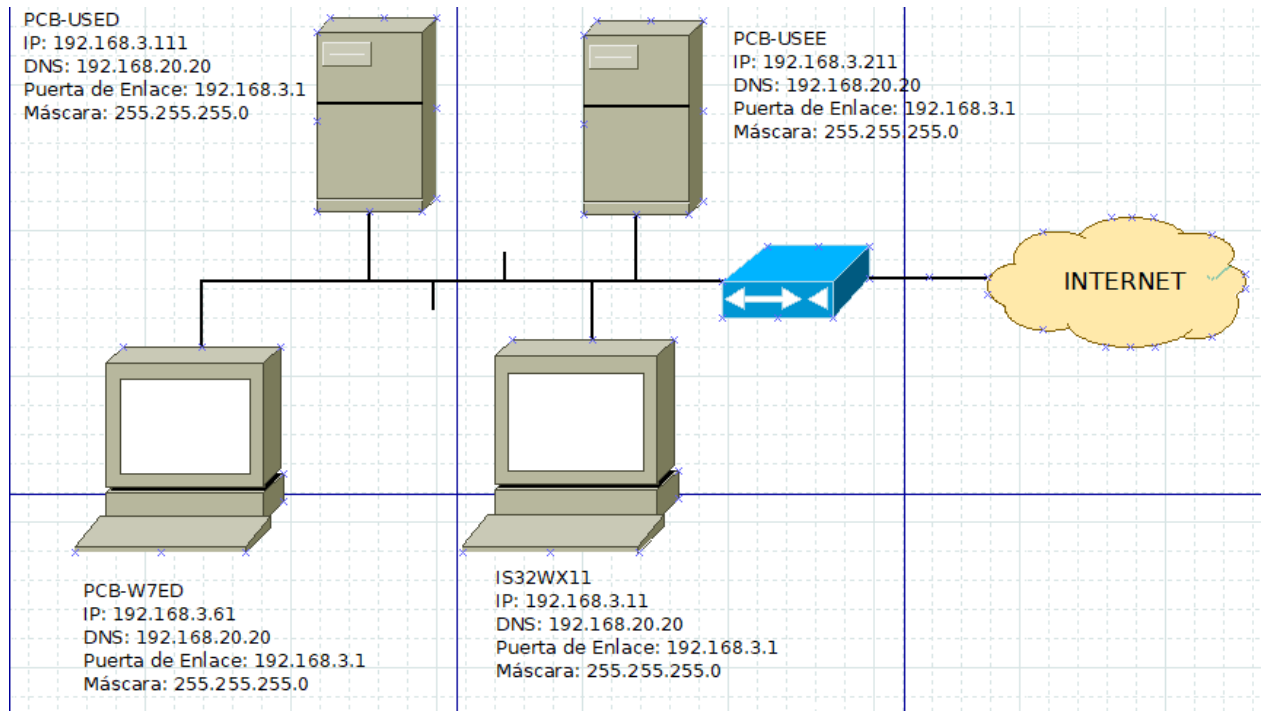 PCB-USED
IP: 192.168.3.111
DNS: 192.168.20.20
Puerta de Enlace: 192.168.3.1
Máscara: 255.255.255.0
PCB-USEE
IP: 192.168.3.211
DNS: 192.168.20.20
Puerta de Enlace: 192.168.3.1
Máscara: 255.255.255.0
INTERNET
PCB-W7ED
IP: 192.168.3.61
DNS: 192.168.20.20
Puerta de Enlace: 192.168.3.1
Máscara: 255.255.255.0
IS32WX11
IP: 192.168.3.11
DNS: 192.168.20.20
Puerta de Enlace: 192.168.3.1
Máscara: 255.255.255.0